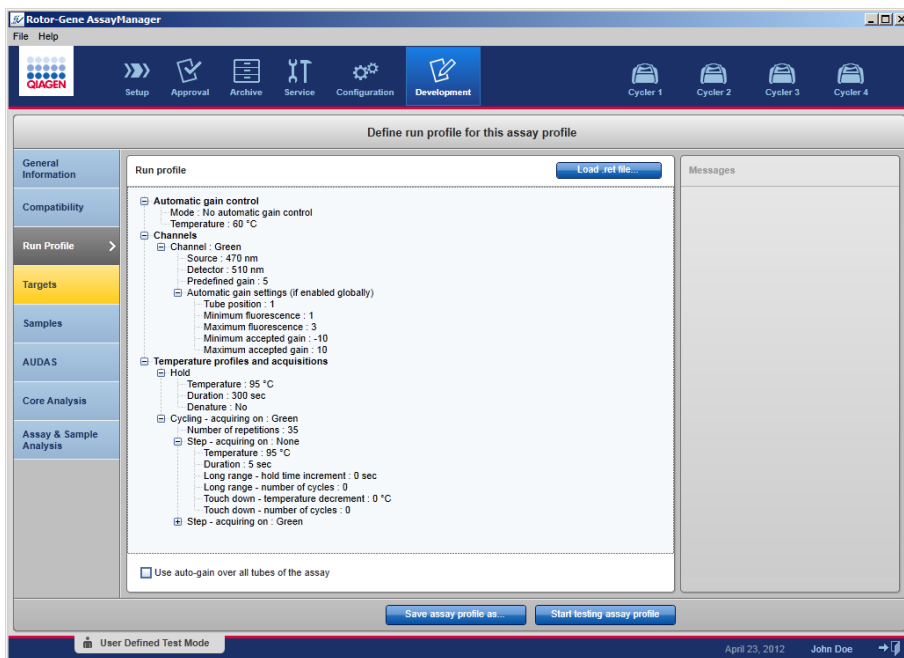 Rotor-Gene AssayManager
File Help
QIAGEN
Setup Approval Archive Service Configuration Development Cycler 1 Cycler 2 Cycler 3 Cycler 4
Define run profile for this assay profile
General
Information
Compatibility
Run Profile
Targets
Samples
AUDAS
Core Analysis
Assay & Sample
Analysis
Run profile
Load .ret file...
Automatic gain control
Mode : No automatic gain control
Temperature : 60 °C
Channels
Channel : Green
Source : 470 nm
Detector : 510 nm
Predefined gain : 5
Automatic gain settings (if enabled globally)
Tube position : 1
Minimum fluorescence : 1
Maximum fluorescence : 3
Minimum accepted gain : -10
Maximum accepted gain : 10
Temperature profiles and acquisitions
Hold
Temperature : 95 °C
Duration : 300 sec
Denature : No
Cycling - acquiring on : Green
Number of repetitions : 35
Step - acquiring on : None
Temperature : 95 °C
Duration : 5 sec
Long range - hold time increment : 0 sec
Long range - number of cycles : 0
Touch down - temperature decrement : 0 °C
Touch down - number of cycles : 0
Step - acquiring on : Green
Use auto-gain over all tubes of the assay
Messages
Save assay profile as...
Start testing assay profile
User Defined Test Mode
April 23, 2012 John Doe